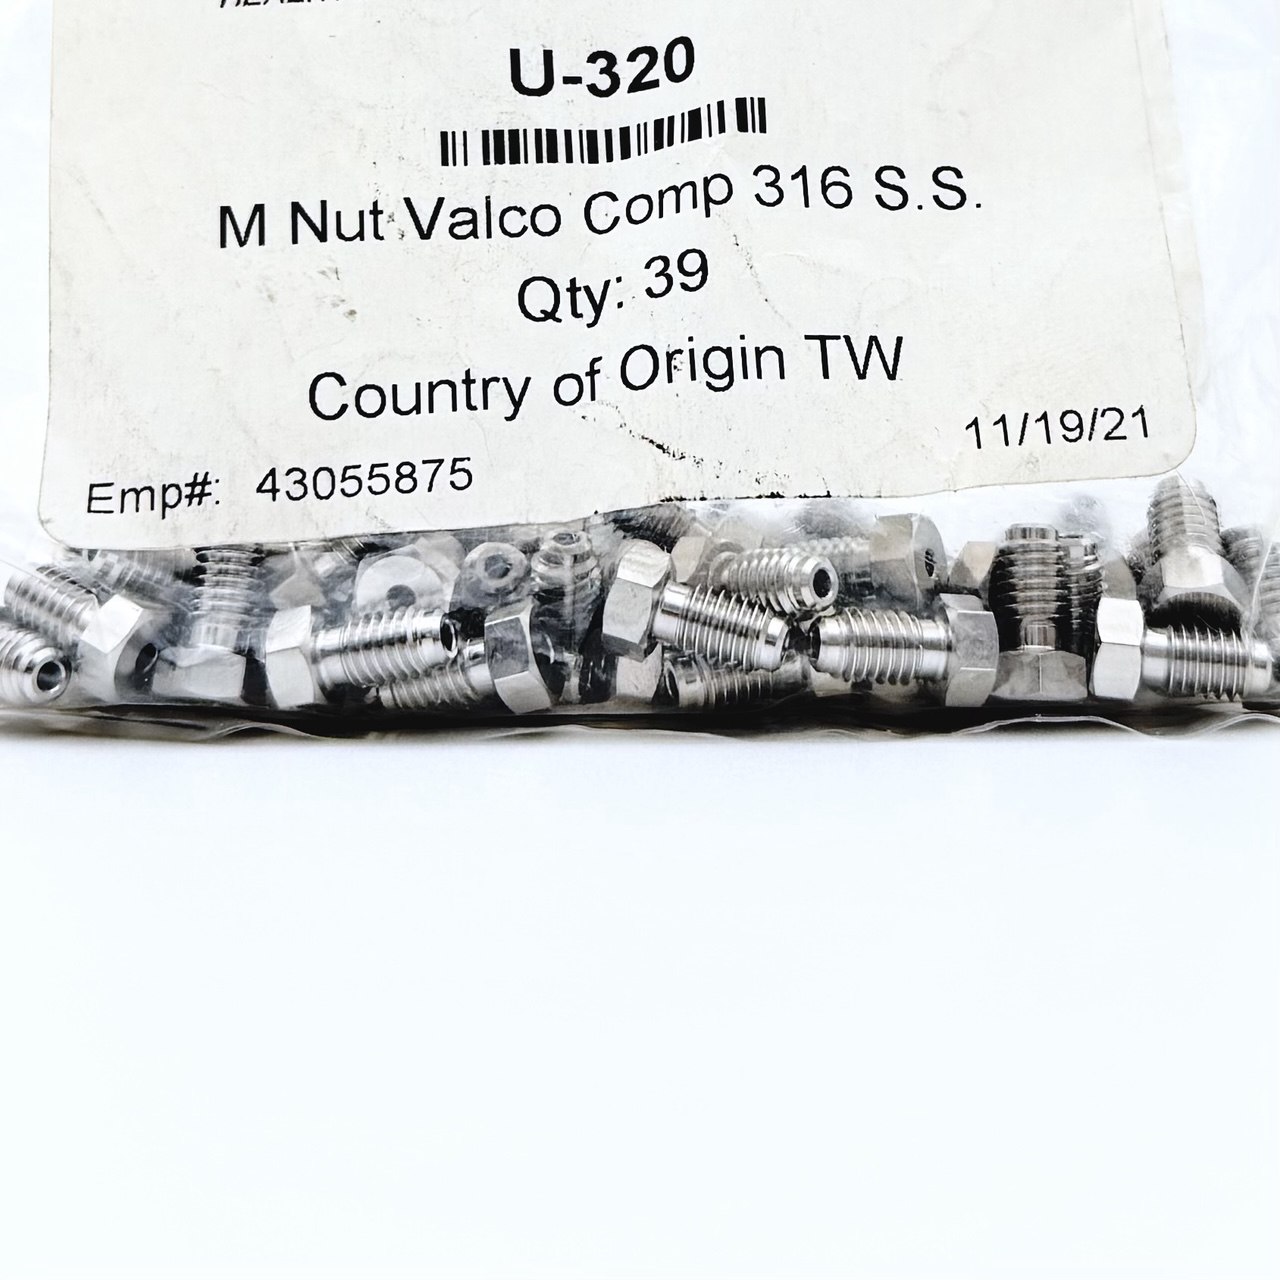 U-320
M Nut Valco Comp 316 S.S.
Qty: 39
Country of Origin TW
11/19/21
Emp#: 43055875